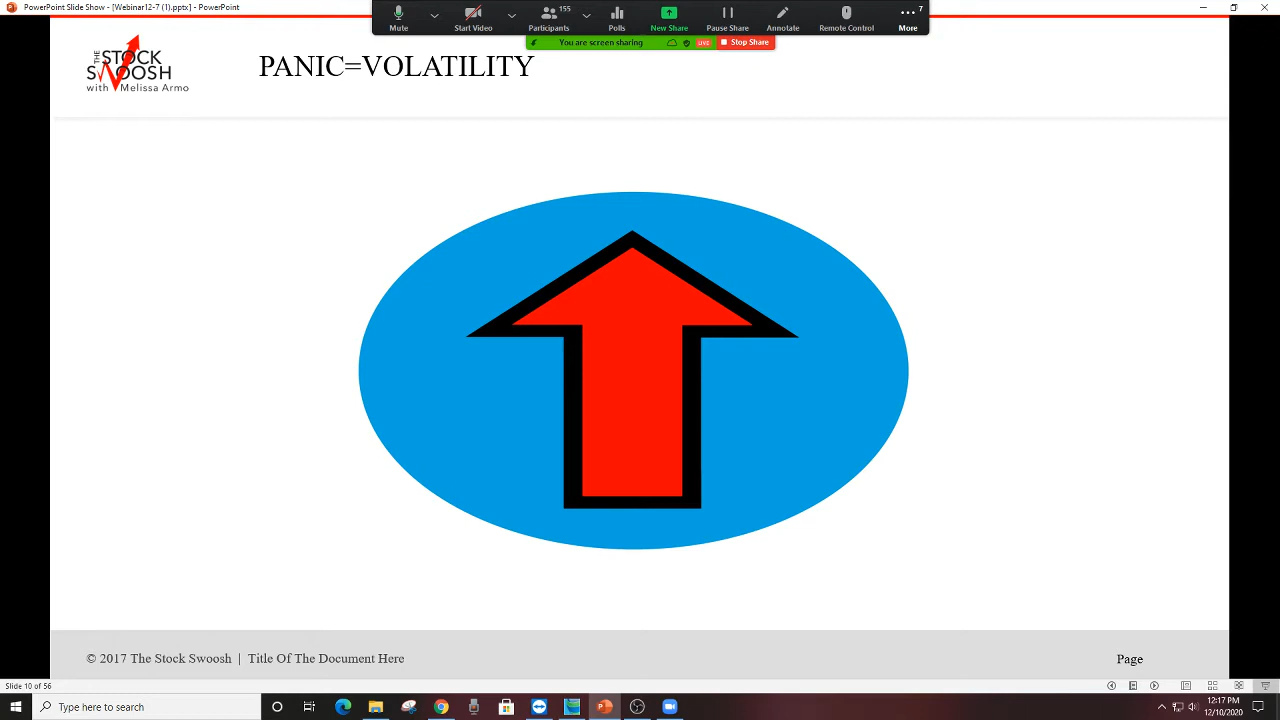 PowerPoint Slide Show - [Webinar12-7 (1).pptx] - PowerPoint
155
7
Mute
Start Video
Participants
Polls
New Share
Pause Share
Annotate
Remote Control
More
You are screen sharing
LIVE
Stop Share
THE
STOCK
SWOOSH
with Melissa Armo
PANIC=VOLATILITY
© 2017 The Stock Swoosh | Title Of The Document Here
Page
Slide 10 of 56
Type here to search
12:17 PM
12/10/2020